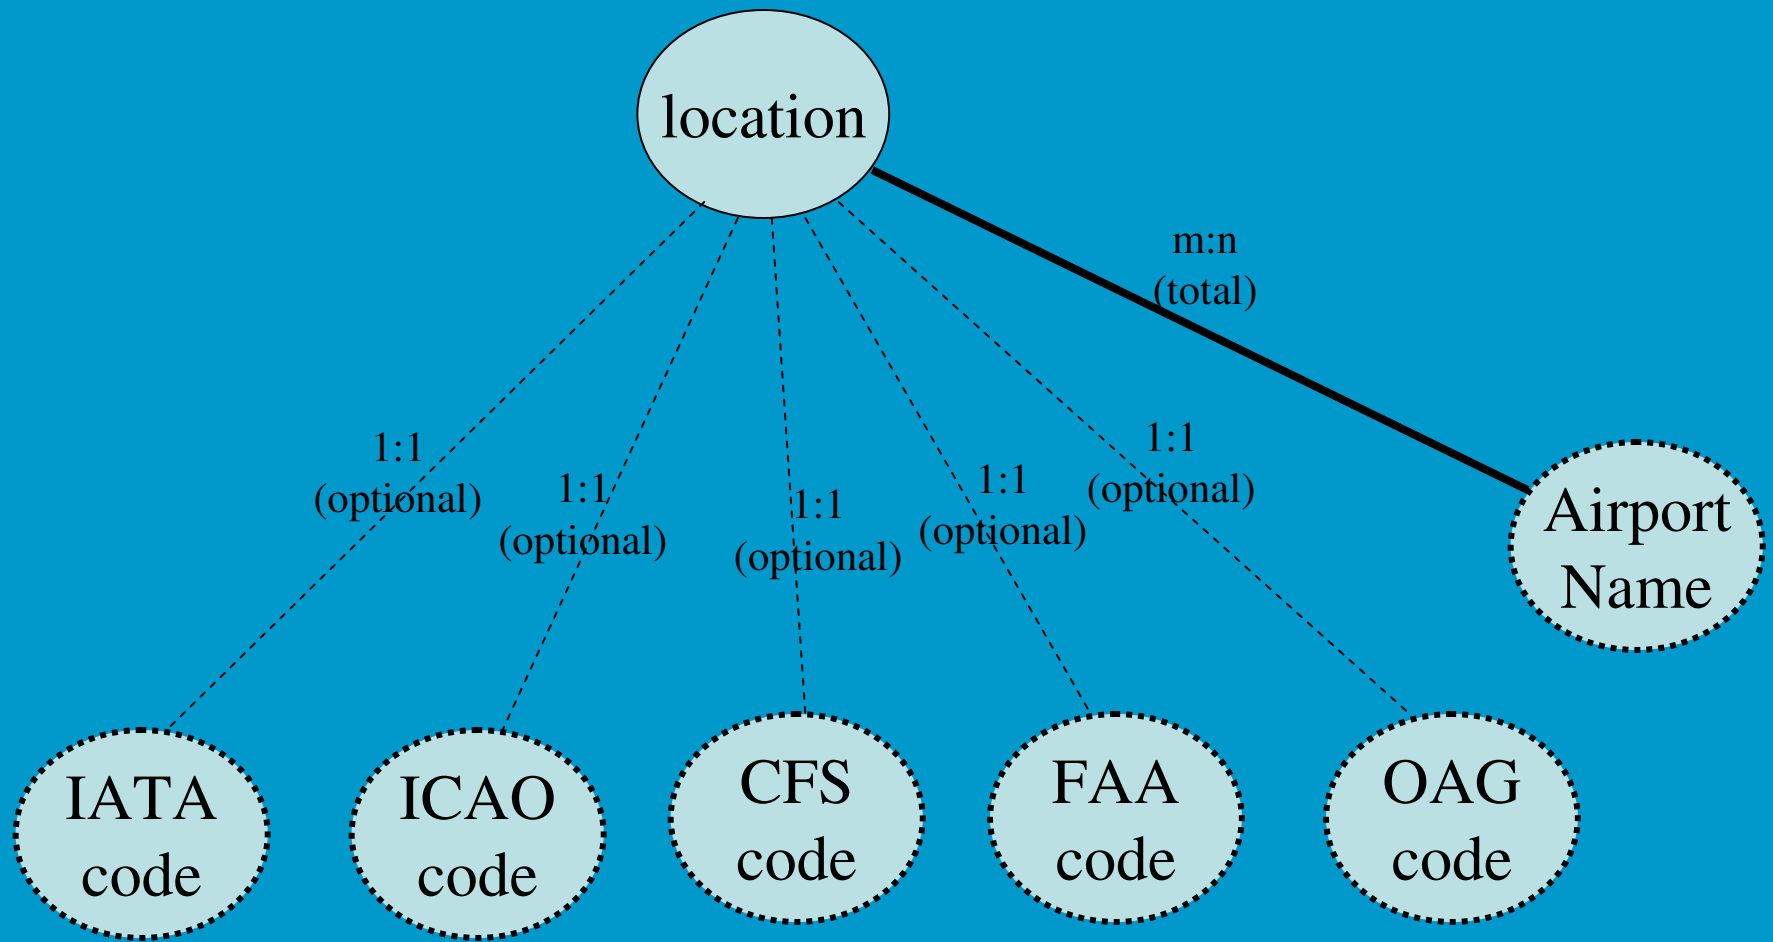 location
m:n
(total)
1:1
(optional)
1:1
(optional)
1:1
(optional)
1:1
(optional)
1:1
(optional)
Airport
Name
IATA
code
ICAO
code
CFS
code
FAA
code
OAG
code